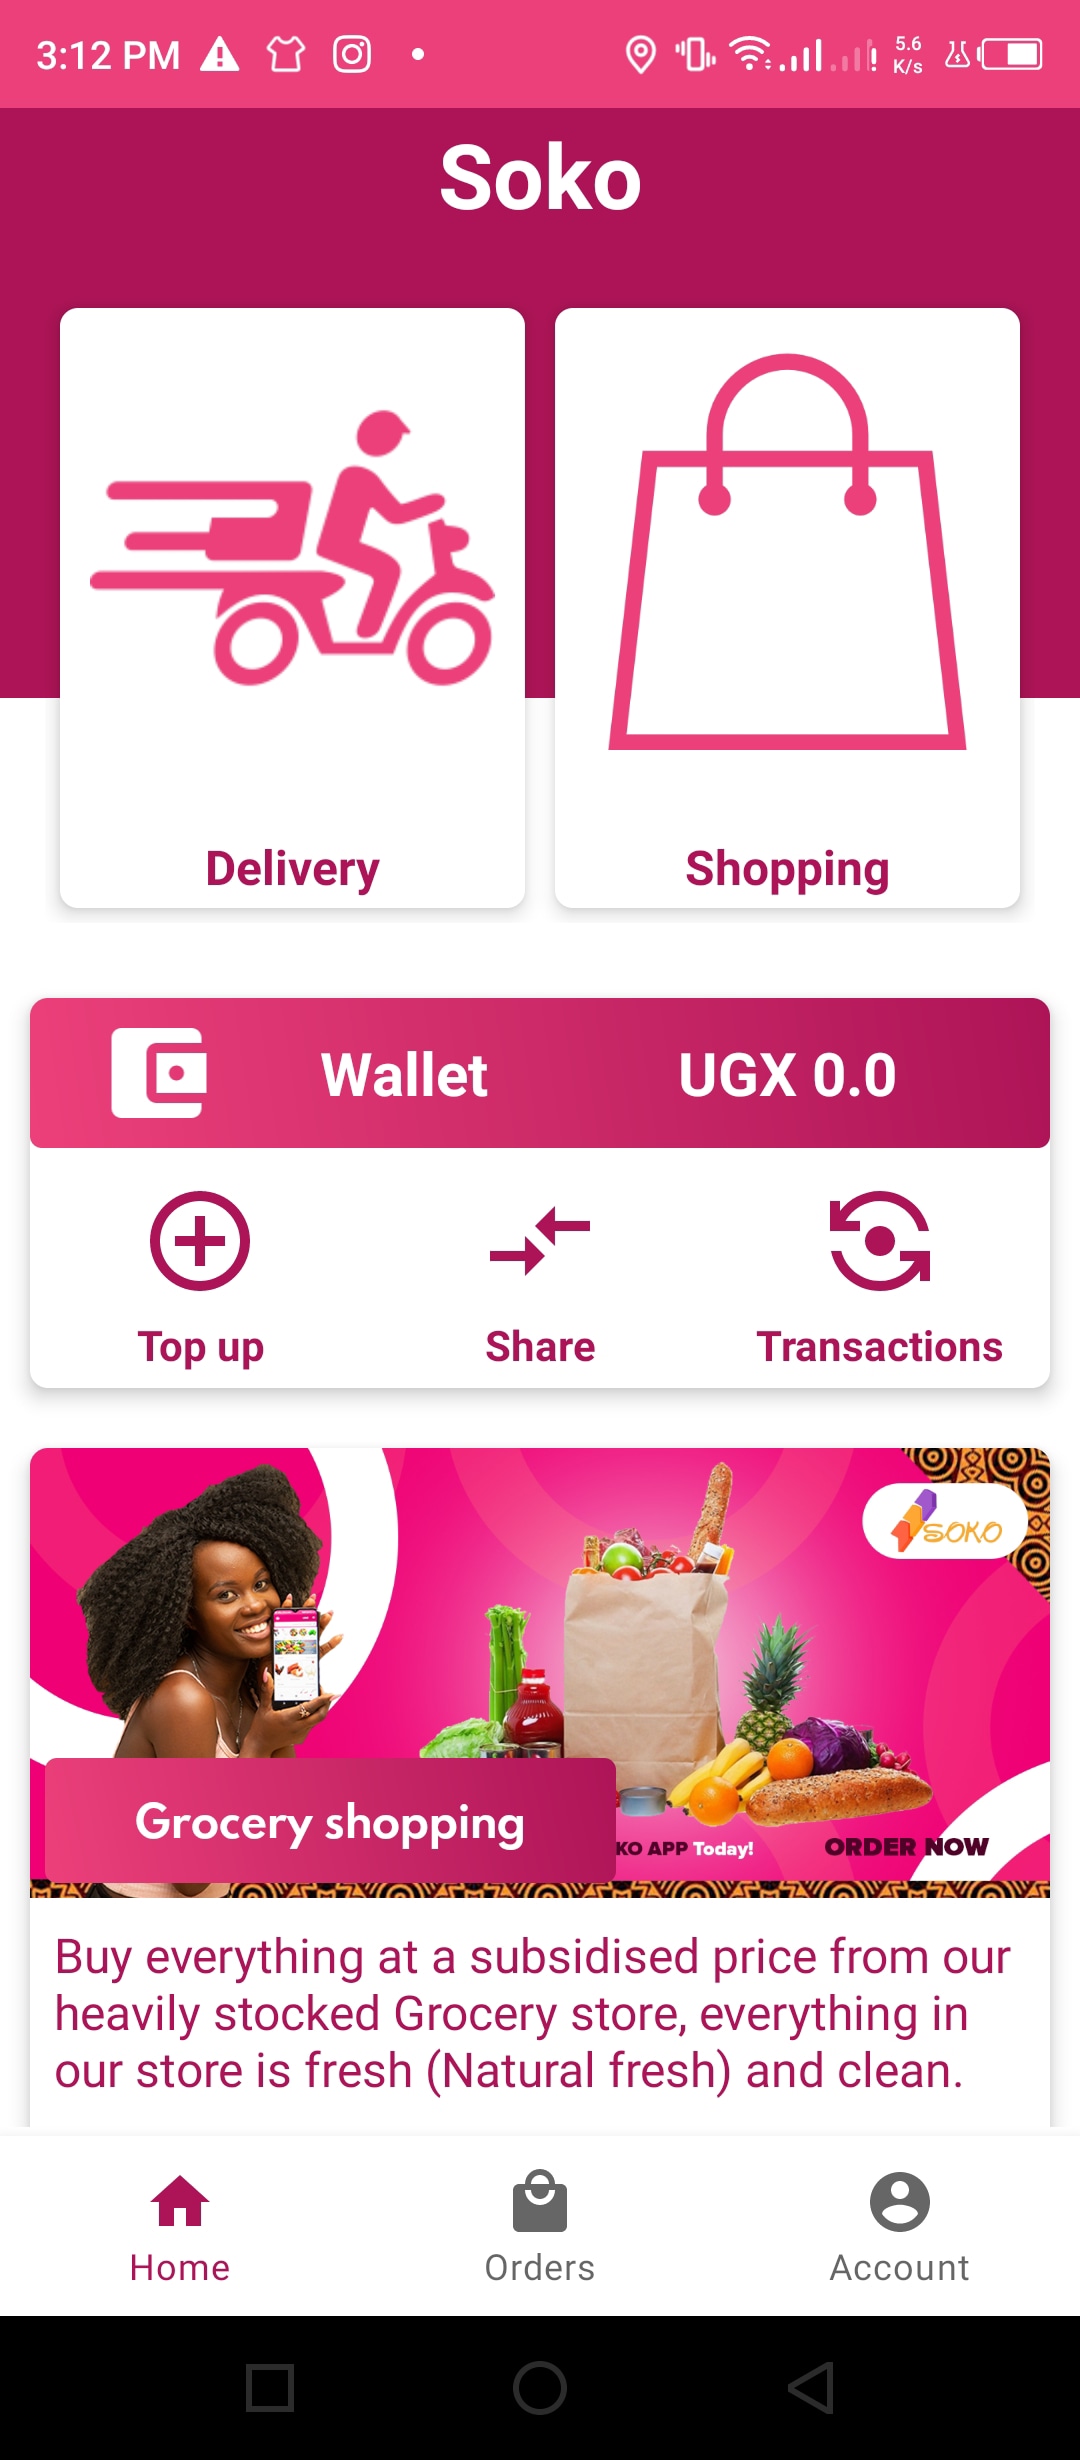 3:12 PM
5.6
K/s
Soko
Delivery
Shopping
Wallet
UGX 0.0
Top up
Share
Transactions
SOKO
Grocery shopping
KO APP Today!
ORDER NOW
Buy everything at a subsidised price from our
heavily stocked Grocery store, everything in
our store is fresh (Natural fresh) and clean.
Home
Orders
Account